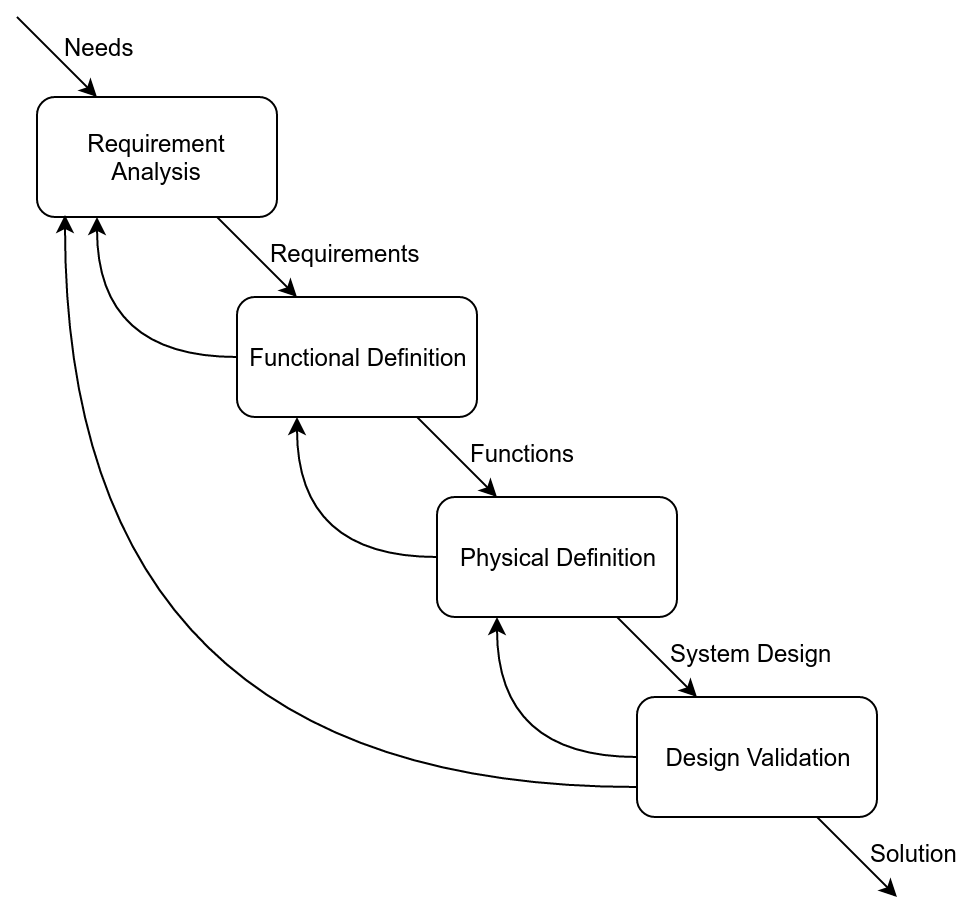 Needs
Requirement
Analysis
Requirements
Functional Definition
Functions
Physical Definition
System Design
Design Validation
Solution